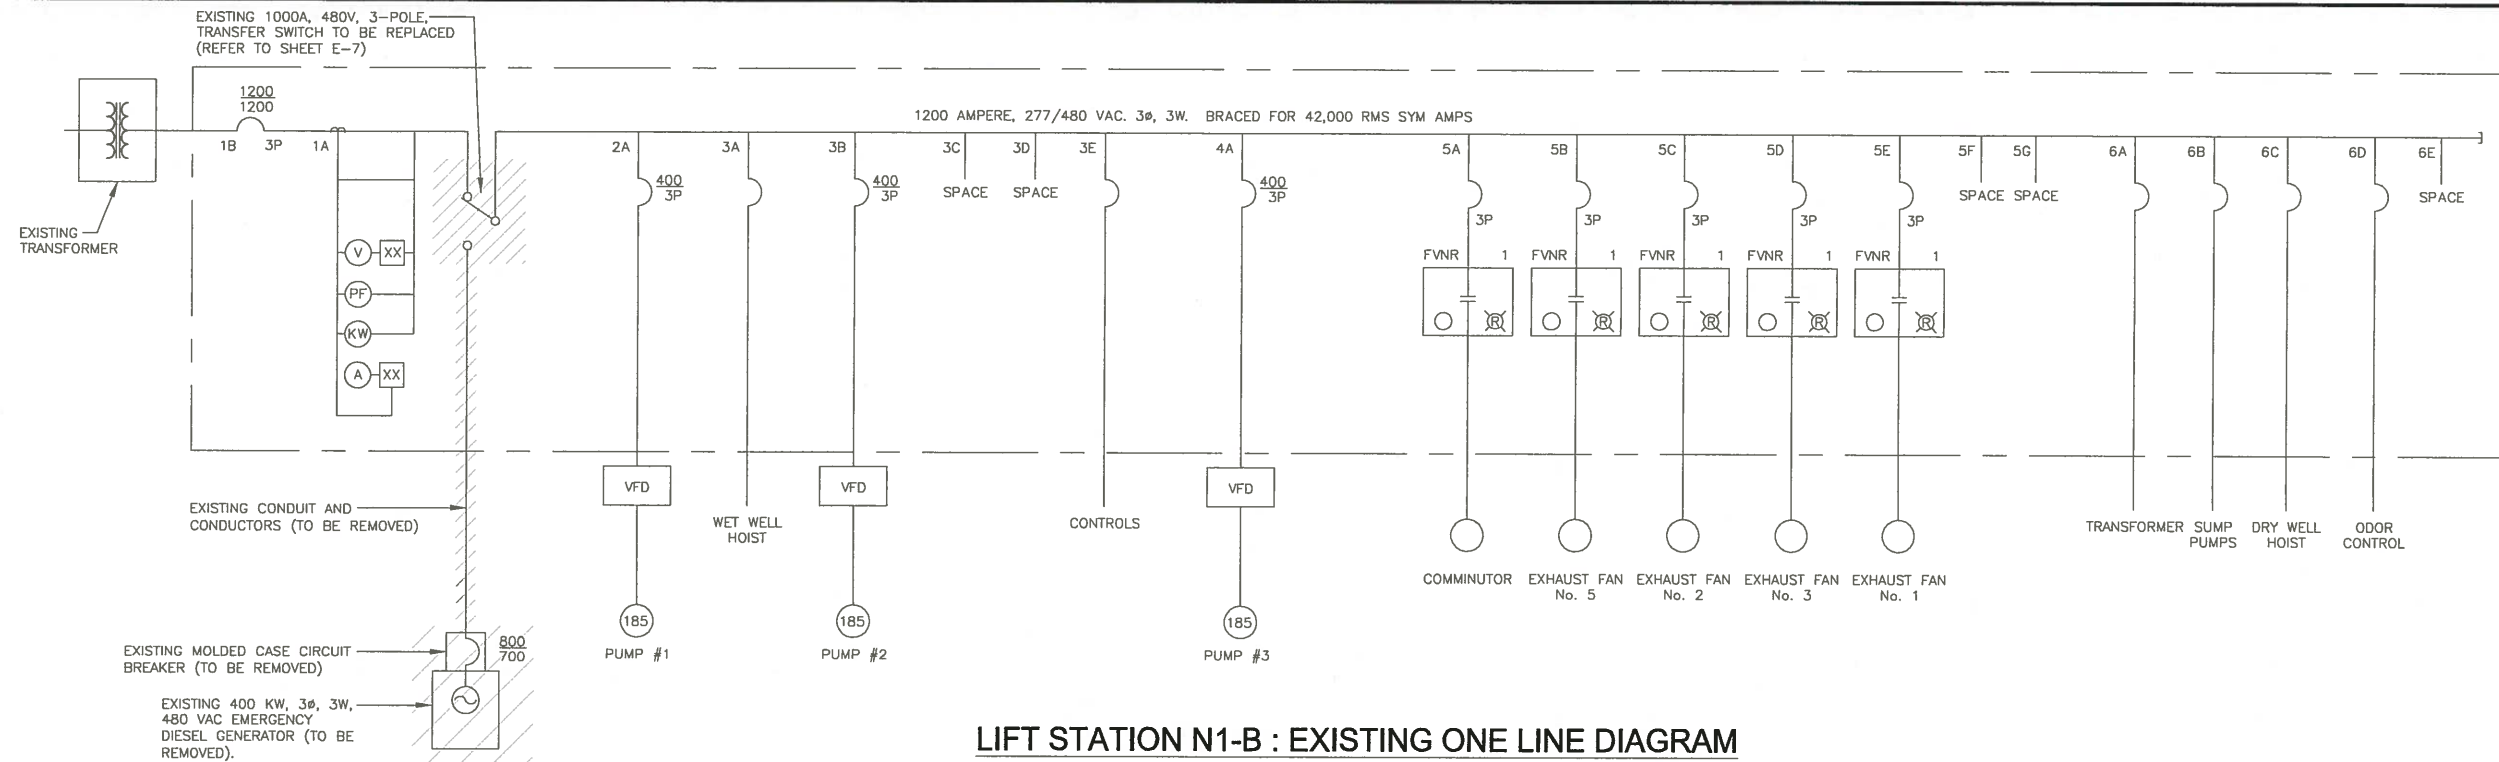 EXISTING 1000A, 480V, 3-POLE,
TRANSFER SWITCH TO BE REPLACED
(REFER TO SHEET E-7)
1200
1200
1B 3P 1A
EXISTING
TRANSFORMER
1200 AMPERE, 277/480 VAC. 3ø, 3W. BRACED FOR 42,000 RMS SYM AMPS
2A 3A 3B 3C 3D 3E 4A 5A 5B 5C 5D 5E 5F 5G 6A 6B 6C 6D 6E
400
3P
400
3P
SPACE SPACE
400
3P
SPACE SPACE
SPACE
3P 3P 3P 3P 3P
V XX
PF
KW
A XX
FVNR 1 FVNR 1 FVNR 1 FVNR 1 FVNR 1
R R R R R
EXISTING CONDUIT AND
CONDUCTORS (TO BE REMOVED)
VFD VFD VFD
WET WELL
HOIST
CONTROLS
TRANSFORMER
SUMP
PUMPS
DRY WELL
HOIST
ODOR
CONTROL
COMMINUTOR
EXHAUST FAN
No. 5
EXHAUST FAN
No. 2
EXHAUST FAN
No. 3
EXHAUST FAN
No. 1
185 185 185
PUMP #1 PUMP #2 PUMP #3
800
700
EXISTING MOLDED CASE CIRCUIT
BREAKER (TO BE REMOVED)
EXISTING 400 KW, 3ø, 3W,
480 VAC EMERGENCY
DIESEL GENERATOR (TO BE
REMOVED).
LIFT STATION N1-B : EXISTING ONE LINE DIAGRAM